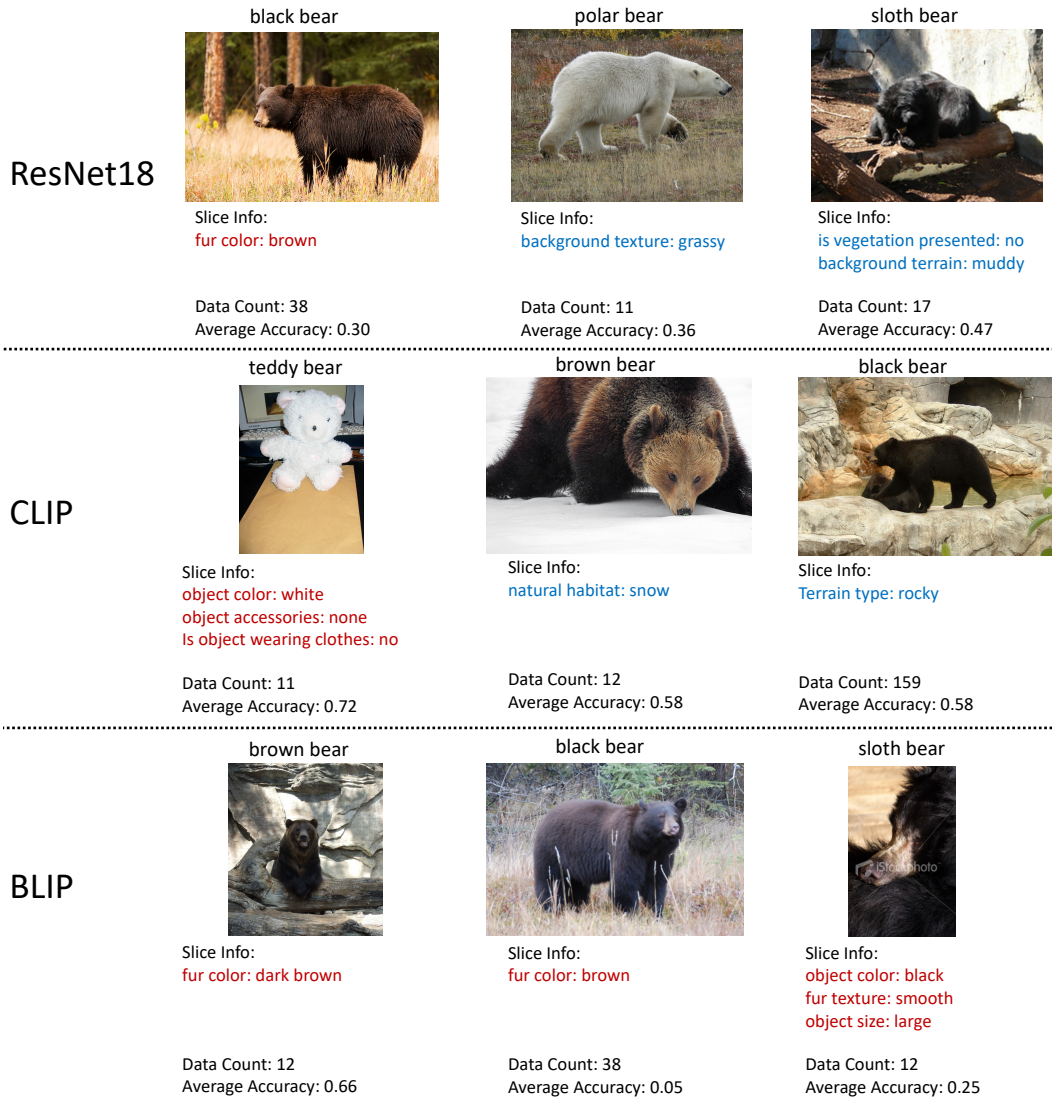 black bear
polar bear
sloth bear
ResNet18
Slice Info:
fur color: brown
Data Count: 38
Average Accuracy: 0.30
Slice Info:
background texture: grassy
Data Count: 11
Average Accuracy: 0.36
Slice Info:
is vegetation presented: no
background terrain: muddy
Data Count: 17
Average Accuracy: 0.47
teddy bear
brown bear
black bear
CLIP
Slice Info:
object color: white
object accessories: none
Is object wearing clothes: no
Data Count: 11
Average Accuracy: 0.72
Slice Info:
natural habitat: snow
Data Count: 12
Average Accuracy: 0.58
Slice Info:
Terrain type: rocky
Data Count: 159
Average Accuracy: 0.58
brown bear
black bear
sloth bear
BLIP
iStockphoto
Slice Info:
fur color: dark brown
Data Count: 12
Average Accuracy: 0.66
Slice Info:
fur color: brown
Data Count: 38
Average Accuracy: 0.05
Slice Info:
object color: black
fur texture: smooth
object size: large
Data Count: 12
Average Accuracy: 0.25